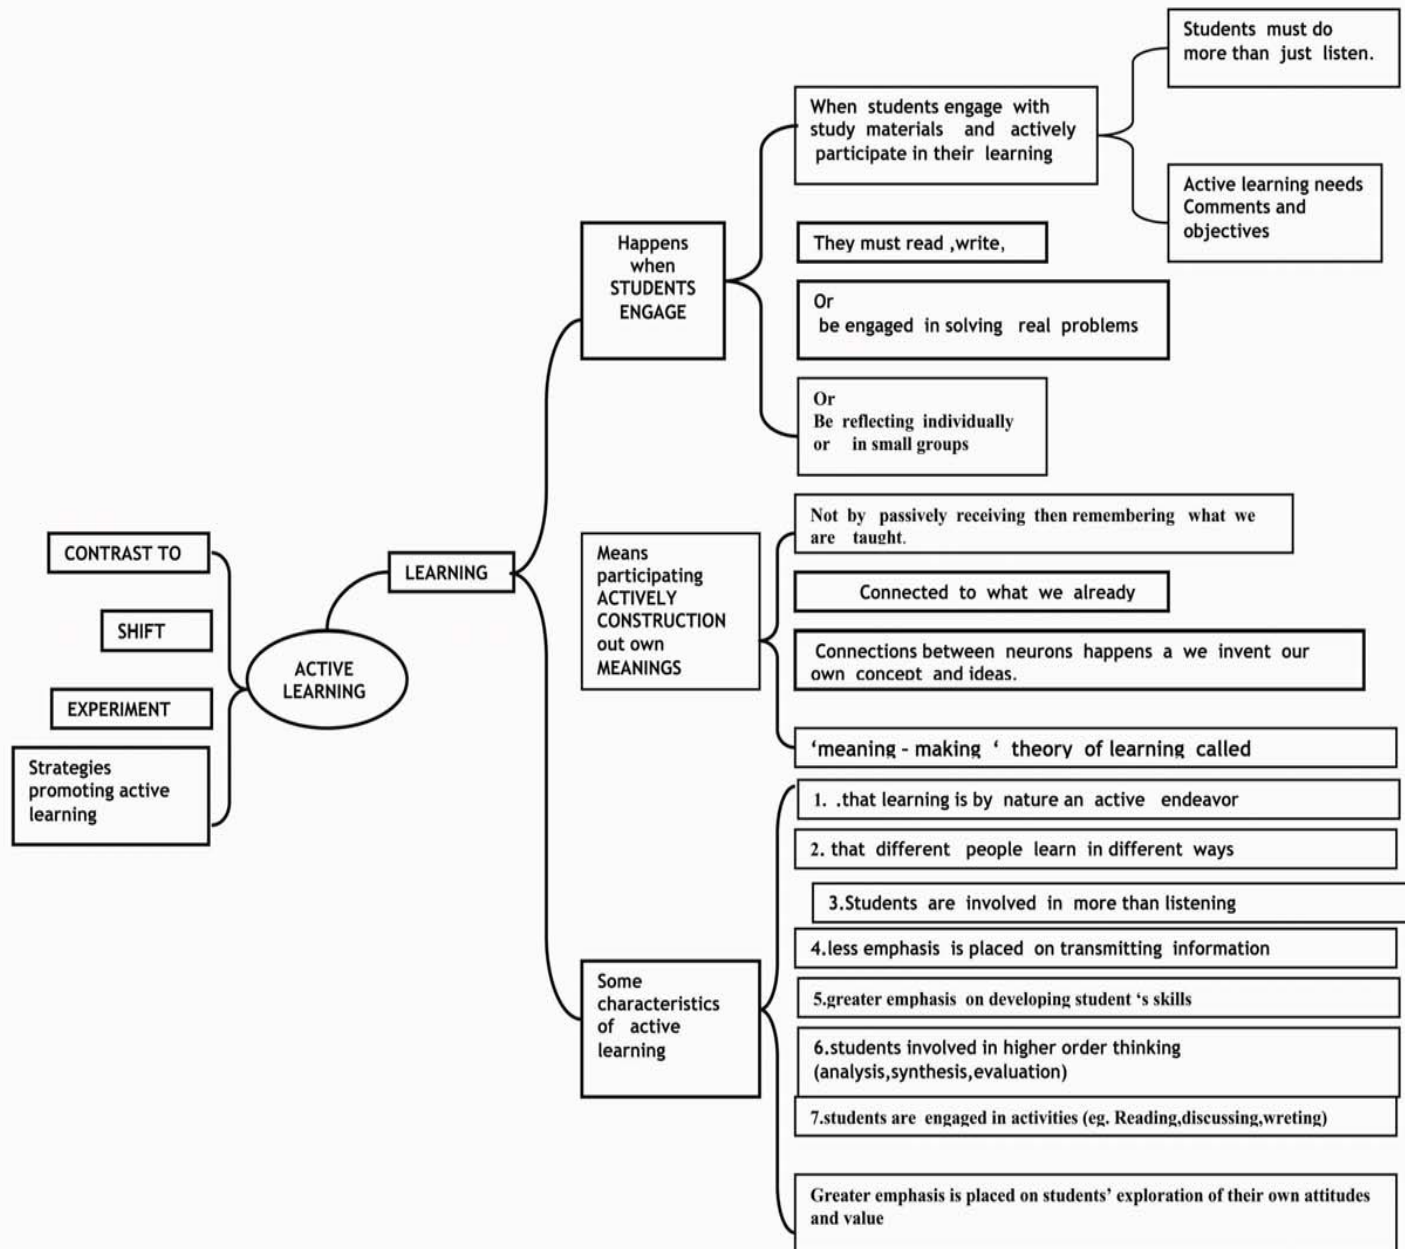 Students must do
more than just listen.
When students engage with
study materials and actively
participate in their learning
Active learning needs
Comments and
objectives
Happens
when
STUDENTS
ENGAGE
They must read ,write,
Or
be engaged in solving real problems
Or
Be reflecting individually
or in small groups
CONTRAST TO
SHIFT
EXPERIMENT
Strategies
promoting active
learning
ACTIVE
LEARNING
LEARNING
Means
participating
ACTIVELY
CONSTRUCTION
out own
MEANINGS
Not by passively receiving then remembering what we
are taught.
Connected to what we already
Connections between neurons happens a we invent our
own concept and ideas.
‘meaning - making ‘ theory of learning called
Some
characteristics
of active
learning
1. .that learning is by nature an active endeavor
2. that different people learn in different ways
3.Students are involved in more than listening
4.less emphasis is placed on transmitting information
5.greater emphasis on developing student ‘s skills
6.students involved in higher order thinking
(analysis,synthesis,evaluation)
7.students are engaged in activities (eg. Reading,discussing,wreting)
Greater emphasis is placed on students’ exploration of their own attitudes
and value